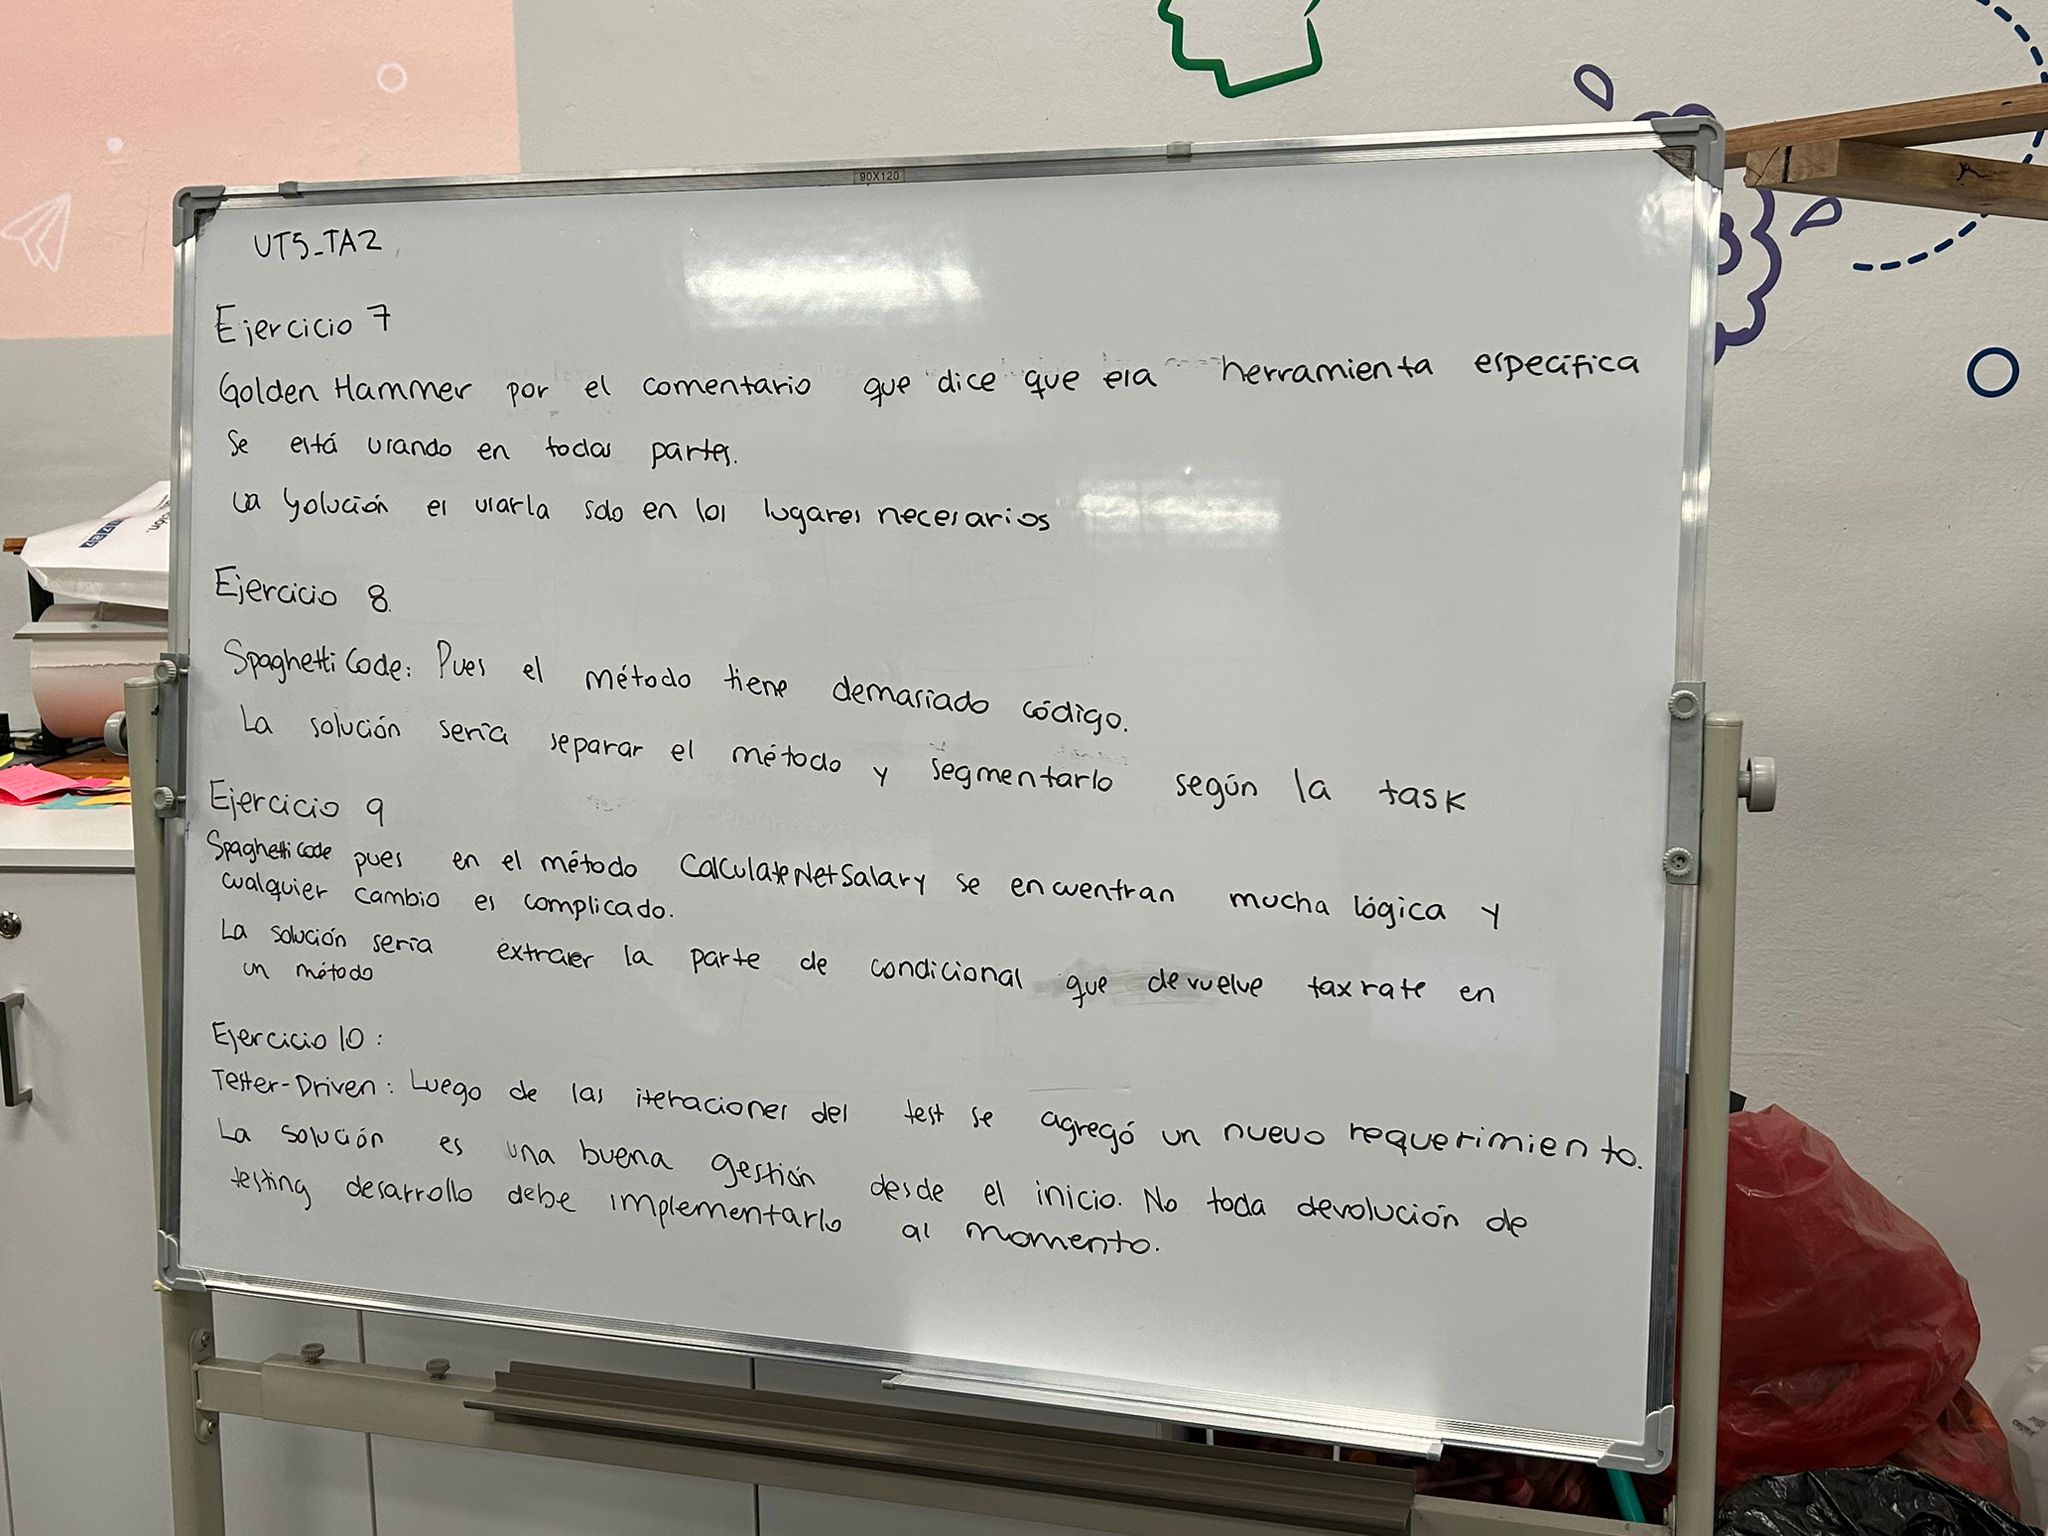 90X120
UT5_TA2
Ejercicio 7
Golden Hammer por el comentario que dice que esa herramienta específica
se está usando en todas partes.
La solución es usarla solo en los lugares necesarios
Ejercicio 8
Spaghetti Code: Pues el método tiene demasiado código.
La solución sería separar el método y segmentarlo según la task
Ejercicio 9
Spaghetti code pues en el método CalculateNetSalary se encuentran mucha lógica y
cualquier cambio es complicado.
La solución sería extraer la parte de condicional que devuelve taxrate en
un método
Ejercicio 10:
Tester-Driven: Luego de las iteraciones del test se agregó un nuevo requerimiento.
La solución es una buena gestión desde el inicio. No toda devolución de
testing desarrollo debe implementarlo al momento.